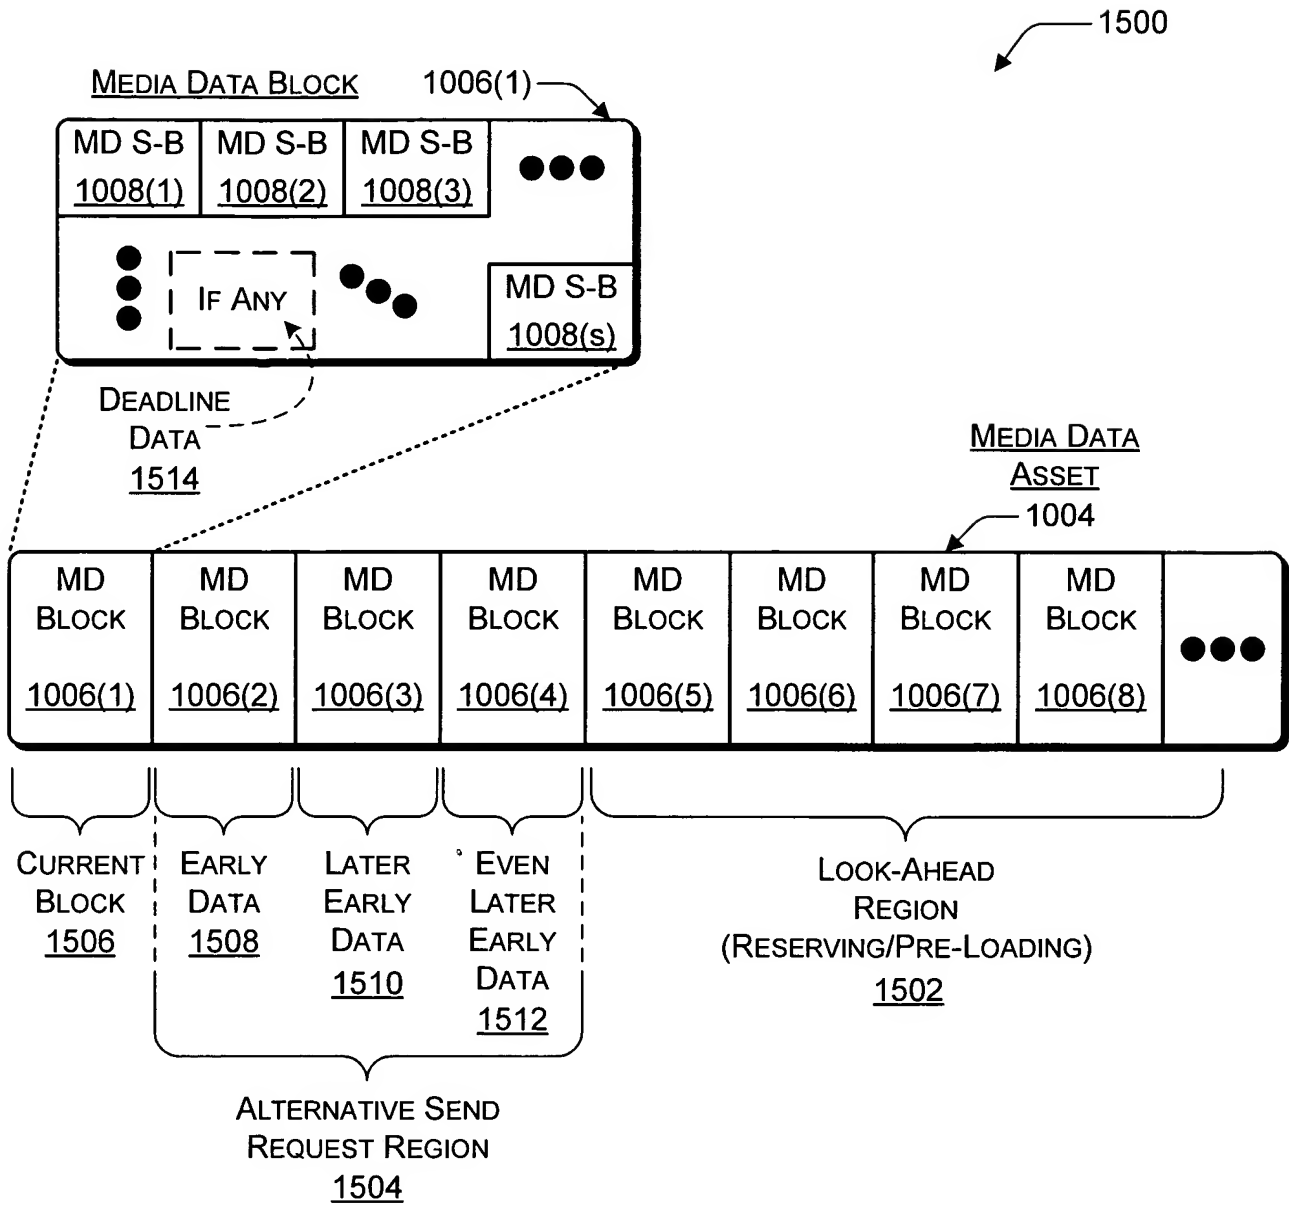 1500
MEDIA DATA BLOCK
1006(1)
MD S-B
1008(1)
MD S-B
1008(2)
MD S-B
1008(3)
IF ANY
MD S-B
1008(s)
DEADLINE
DATA
1514
MEDIA DATA
ASSET
1004
MD
BLOCK
1006(1)
MD
BLOCK
1006(2)
MD
BLOCK
1006(3)
MD
BLOCK
1006(4)
MD
BLOCK
1006(5)
MD
BLOCK
1006(6)
MD
BLOCK
1006(7)
MD
BLOCK
1006(8)
CURRENT
BLOCK
1506
EARLY
DATA
1508
LATER
EARLY
DATA
1510
EVEN
LATER
EARLY
DATA
1512
LOOK-AHEAD
REGION
(RESERVING/PRE-LOADING)
1502
ALTERNATIVE SEND
REQUEST REGION
1504